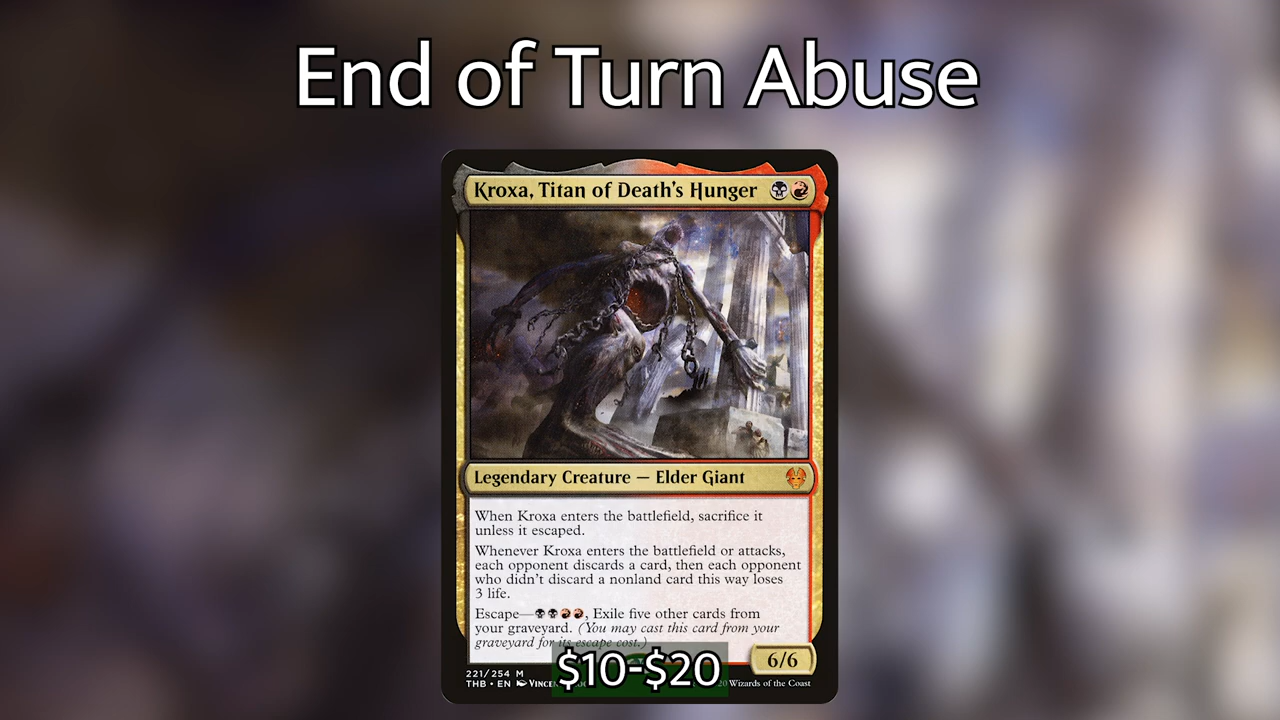 End of Turn Abuse
Kroxa, Titan of Death's Hunger
Legendary Creature — Elder Giant
When Kroxa enters the battlefield, sacrifice it
unless it escaped.
Whenever Kroxa enters the battlefield or attacks,
each opponent discards a card, then each opponent
who didn't discard a nonland card this way loses
3 life.
Escape—, Exile five other cards from
your graveyard. (You may cast this card from your
graveyard for its escape cost.)
$10-$20
6/6
221/254 M
THB • EN Wizards of the Coast